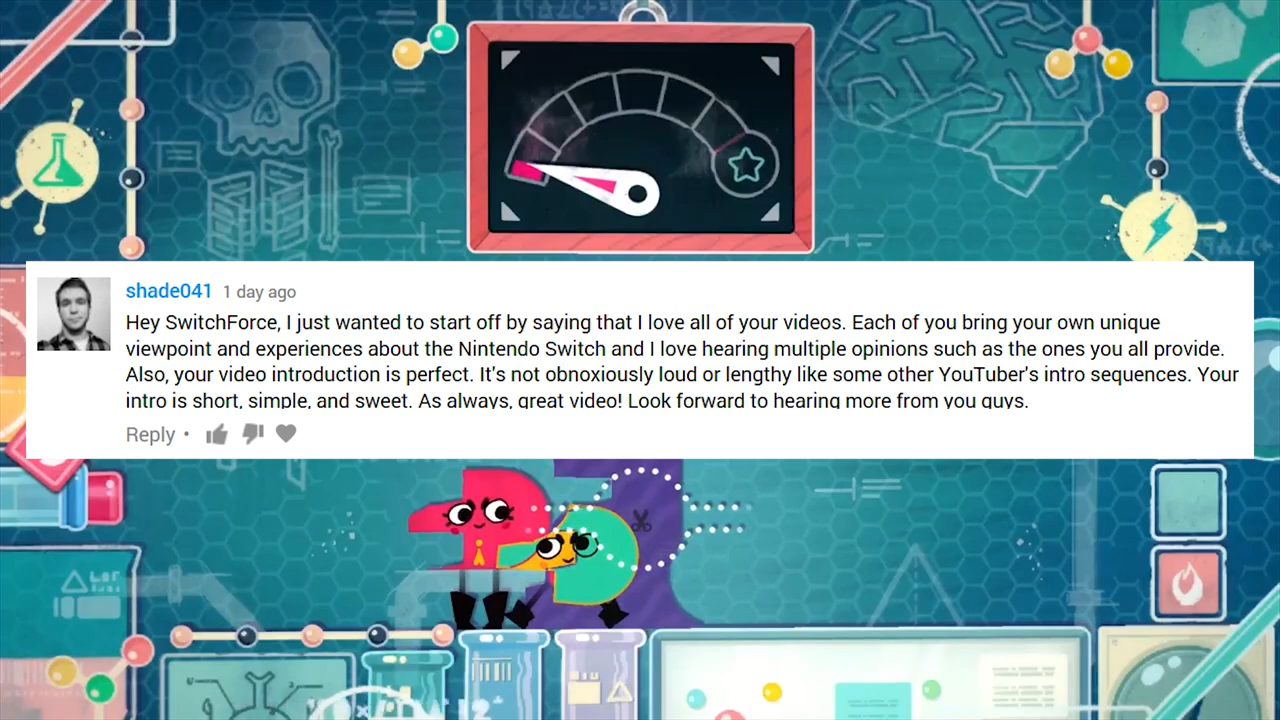 shade041 1 day ago
Hey SwitchForce, I just wanted to start off by saying that I love all of your videos. Each of you bring your own unique
viewpoint and experiences about the Nintendo Switch and I love hearing multiple opinions such as the ones you all provide.
Also, your video introduction is perfect. It's not obnoxiously loud or lengthy like some other YouTuber's intro sequences. Your
intro is short, simple, and sweet. As always, great video! Look forward to hearing more from you guys.
Reply •